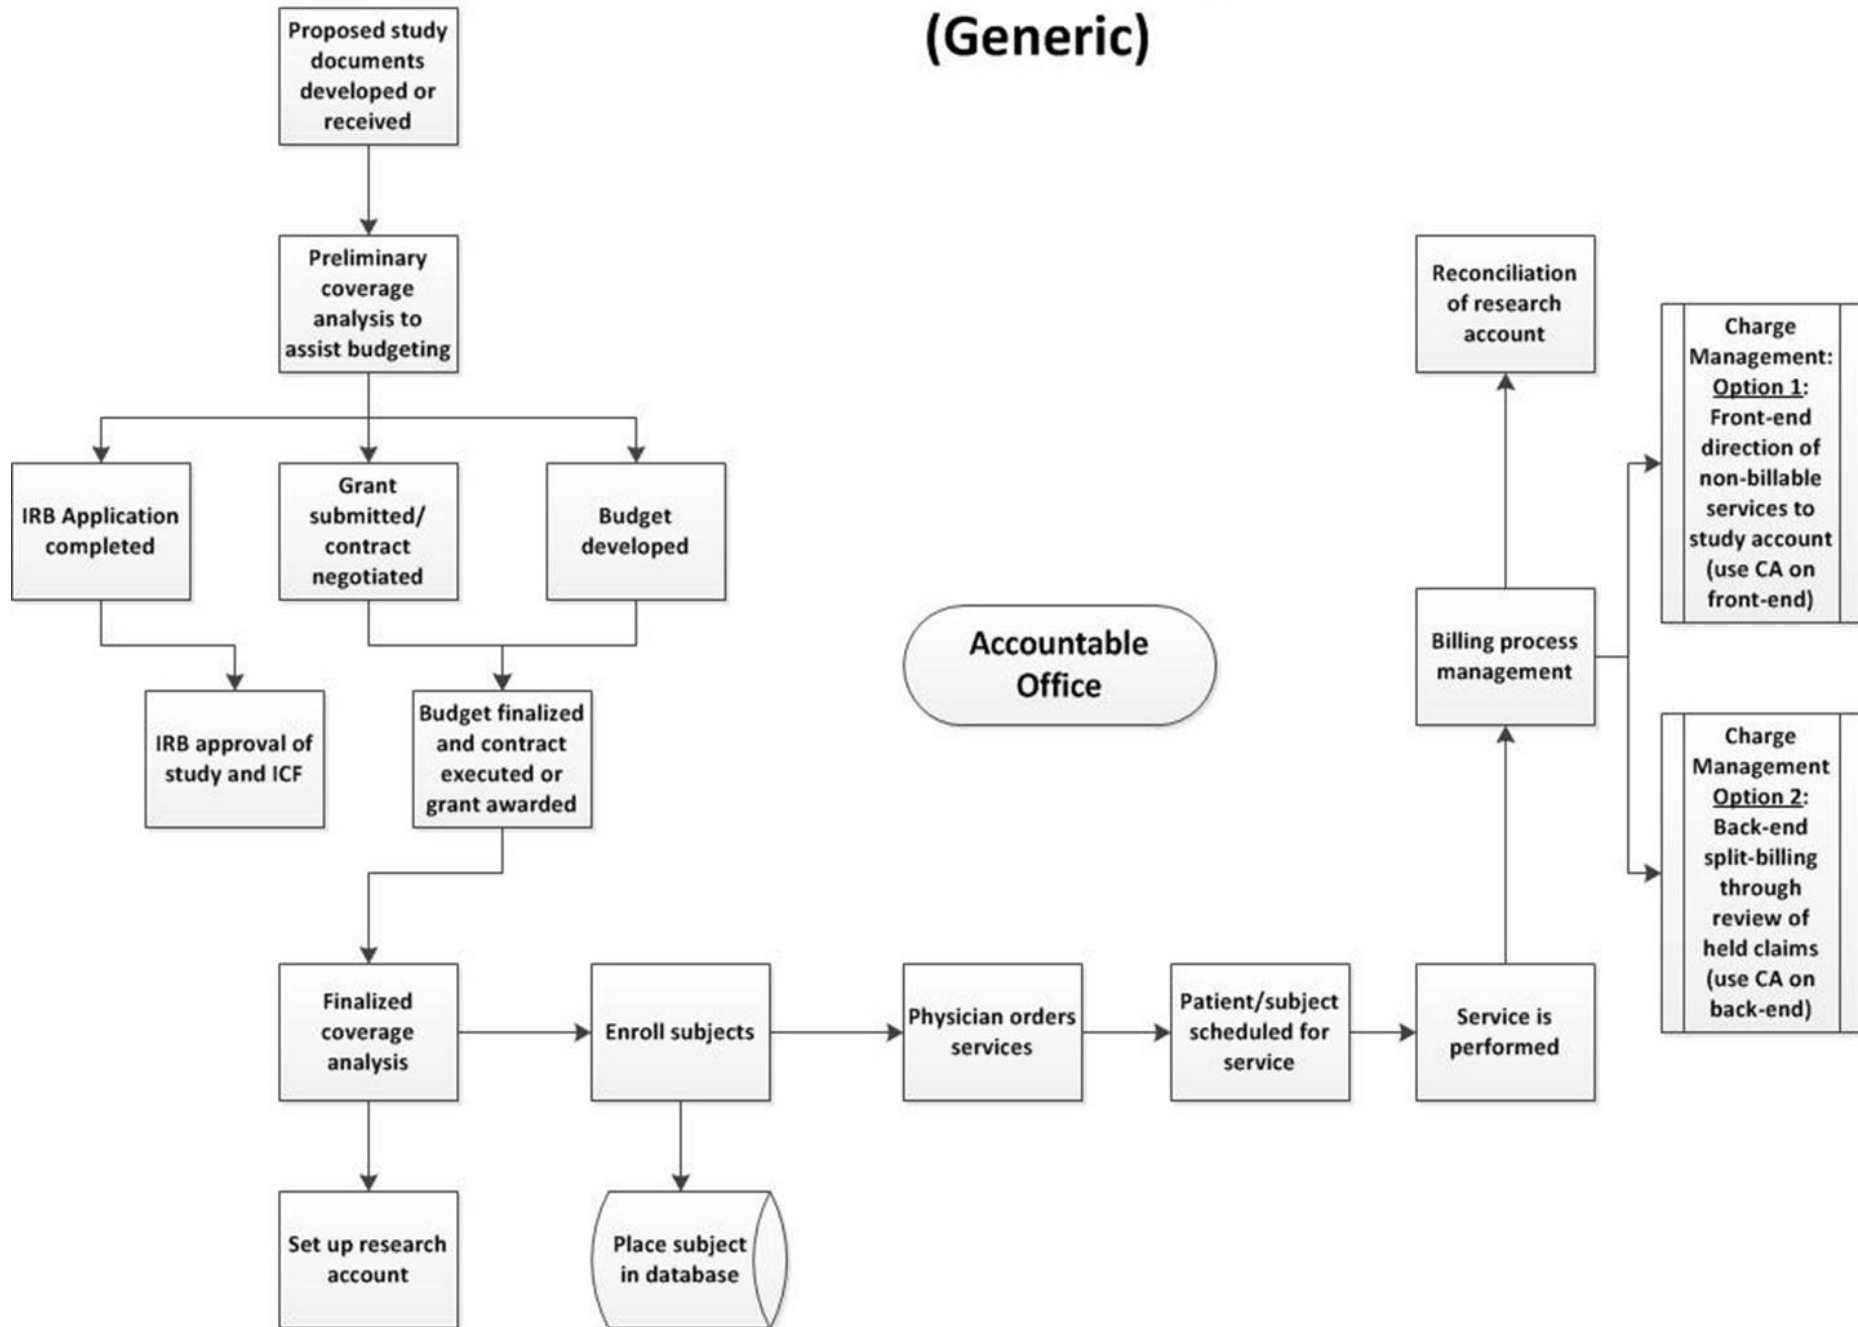 (Generic)
Proposed study
documents
developed or
received
Preliminary
coverage
analysis to
assist budgeting
IRB Application
completed
Grant
submitted/
contract
negotiated
Budget
developed
IRB approval of
study and ICF
Budget finalized
and contract
executed or
grant awarded
Accountable
Office
Finalized
coverage
analysis
Enroll subjects
Physician orders
services
Patient/subject
scheduled for
service
Service is
performed
Set up research
account
Place subject
in database
Billing process
management
Reconciliation
of research
account
Charge
Management:
Option 1:
Front-end
direction of
non-billable
services to
study account
(use CA on
front-end)
Charge
Management
Option 2:
Back-end
split-billing
through
review of
held claims
(use CA on
back-end)